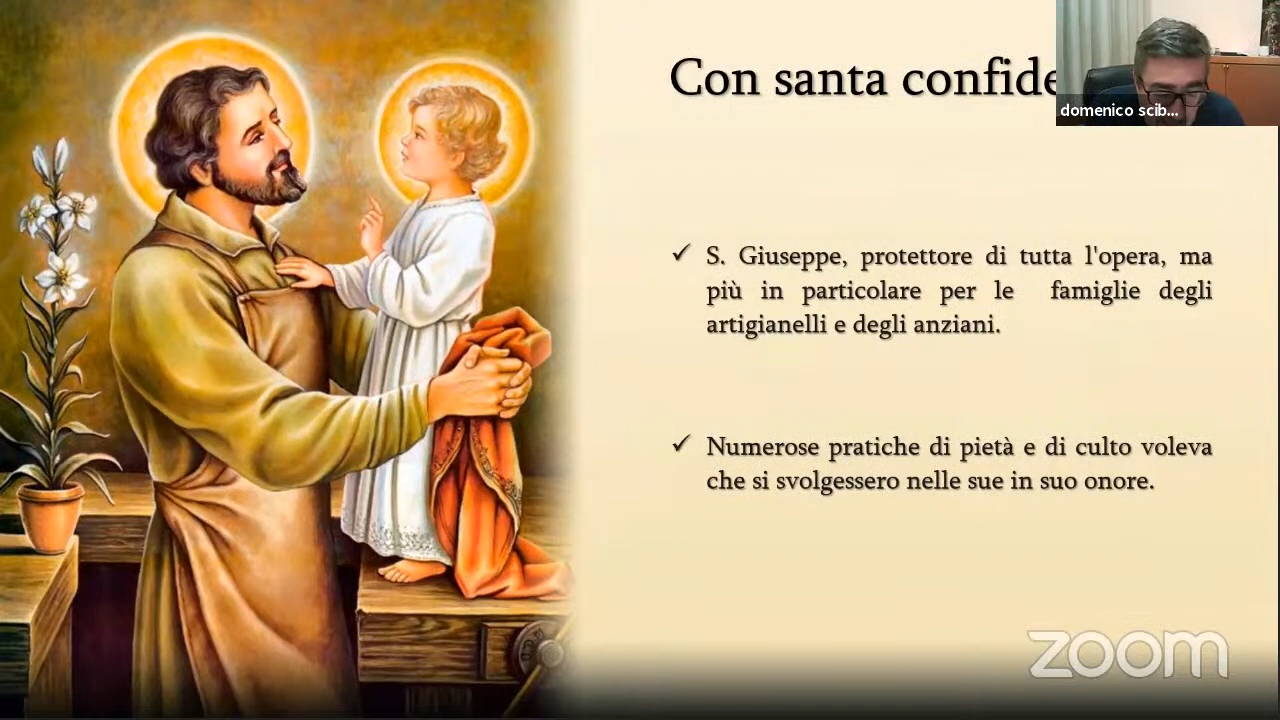 Con santa confide
domenico scib...
✓ S. Giuseppe, protettore di tutta l'opera, ma
più in particolare per le famiglie degli
artigianelli e degli anziani.
✓ Numerose pratiche di pietà e di culto voleva
che si svolgessero nelle sue in suo onore.
zoom